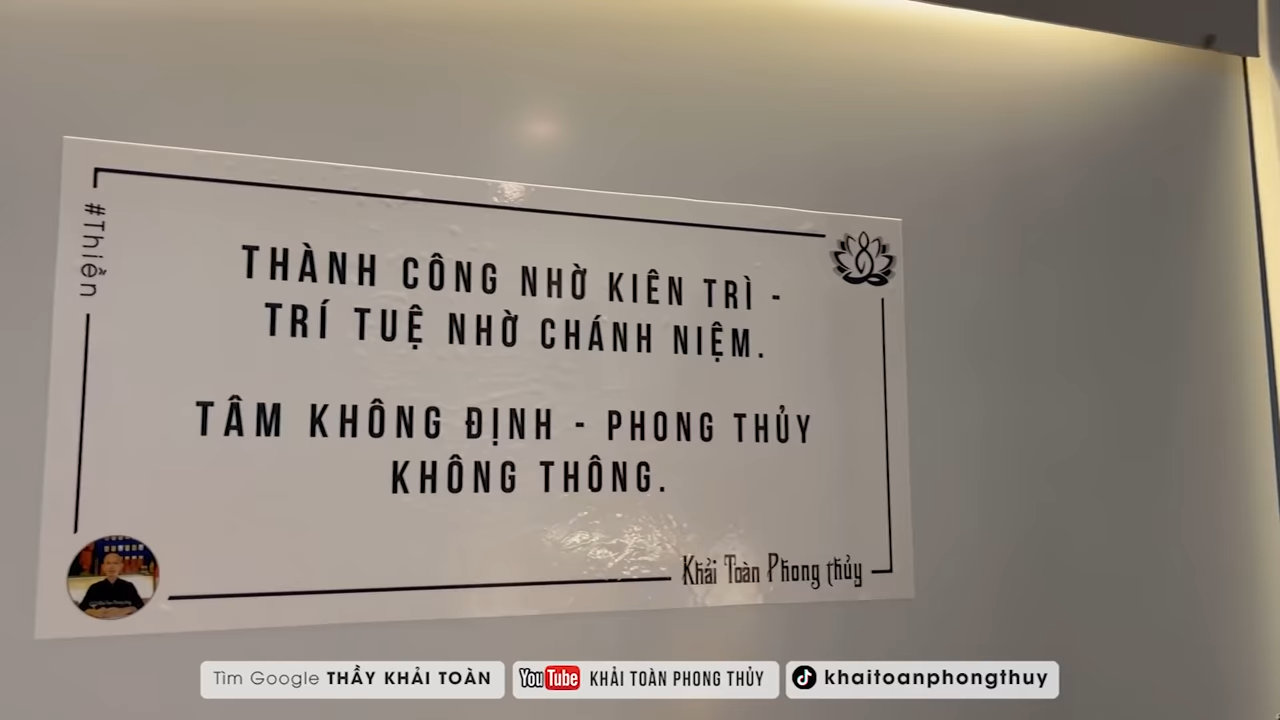 #Thiền
THÀNH CÔNG NHỜ KIÊN TRÌ -
TRÍ TUỆ NHỜ CHÁNH NIỆM.
TÂM KHÔNG ĐỊNH - PHONG THỦY
KHÔNG THÔNG.
Khải Toàn Phong thủy
Tìm Google THẦY KHẢI TOÀN
YouTube KHẢI TOÀN PHONG THỦY
khaitoanphongthuy